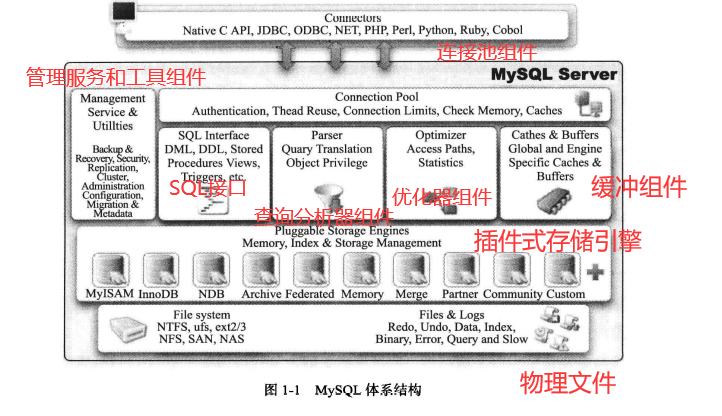 Connectors
Native C API, JDBC, ODBC, NET, PHP, Perl, Python, Ruby, Cobol
连接池组件
管理服务和工具组件
MySQL Server
Management
Service &
Utillties
Backup &
Recovery, Security,
Replication,
Cluster,
Administration
Configuration,
Migration &
Metadata
Connection Pool
Authentication, Thead Reuse, Connection Limits, Check Memory, Caches
SQL Interface
DML, DDL, Stored
Procedures Views,
Triggers, etc
SQL接口
Parser
Quary Translation
Object Privilege
查询分析器组件
Optimizer
Access Paths,
Statistics
优化器组件
Cathes & Buffers
Global and Engine
Specific Caches &
Buffers
缓冲组件
Pluggable Storage Engines
Memory, Index & Storage Management
插件式存储引擎
MyISAM InnoDB NDB Archive Federated Memory Merge Partner Community Custom
File system
NTFS, ufs, ext2/3
NFS, SAN, NAS
Files & Logs
Redo, Undo, Data, Index,
Binary, Error, Query and Slow
物理文件
图 1-1 MySQL 体系结构